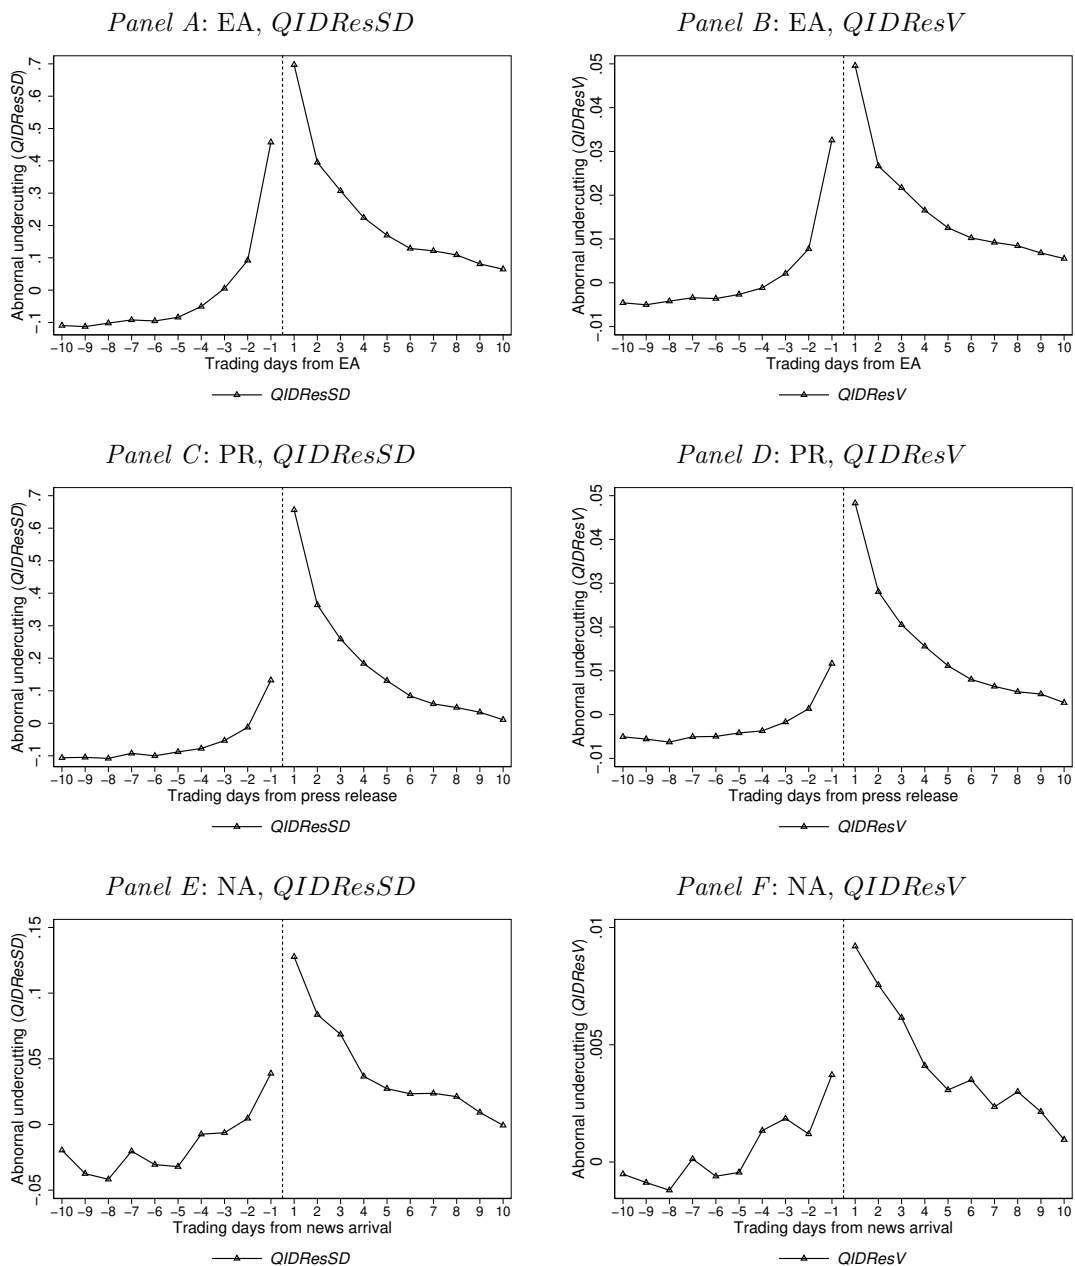 Panel A: EA, QIDResSD
Panel B: EA, QIDResV
Abnornal undercutting (QIDResSD)
.7
.6
.5
.4
.3
.2
.1
0
-.1
-10 -9 -8 -7 -6 -5 -4 -3 -2 -1 1 2 3 4 5 6 7 8 9 10
Trading days from EA
QIDResSD
Abnornal undercutting (QIDResV)
.05
.04
.03
.02
.01
0
-.01
-10 -9 -8 -7 -6 -5 -4 -3 -2 -1 1 2 3 4 5 6 7 8 9 10
Trading days from EA
QIDResV
Panel C: PR, QIDResSD
Panel D: PR, QIDResV
Abnornal undercutting (QIDResSD)
.7
.6
.5
.4
.3
.2
.1
0
-.1
-10 -9 -8 -7 -6 -5 -4 -3 -2 -1 1 2 3 4 5 6 7 8 9 10
Trading days from press release
QIDResSD
Abnornal undercutting (QIDResV)
.05
.04
.03
.02
.01
0
-.01
-10 -9 -8 -7 -6 -5 -4 -3 -2 -1 1 2 3 4 5 6 7 8 9 10
Trading days from press release
QIDResV
Panel E: NA, QIDResSD
Panel F: NA, QIDResV
Abnornal undercutting (QIDResSD)
.15
.1
.05
0
-.05
-10 -9 -8 -7 -6 -5 -4 -3 -2 -1 1 2 3 4 5 6 7 8 9 10
Trading days from news arrival
QIDResSD
Abnornal undercutting (QIDResV)
.01
.005
0
-10 -9 -8 -7 -6 -5 -4 -3 -2 -1 1 2 3 4 5 6 7 8 9 10
Trading days from news arrival
QIDResV